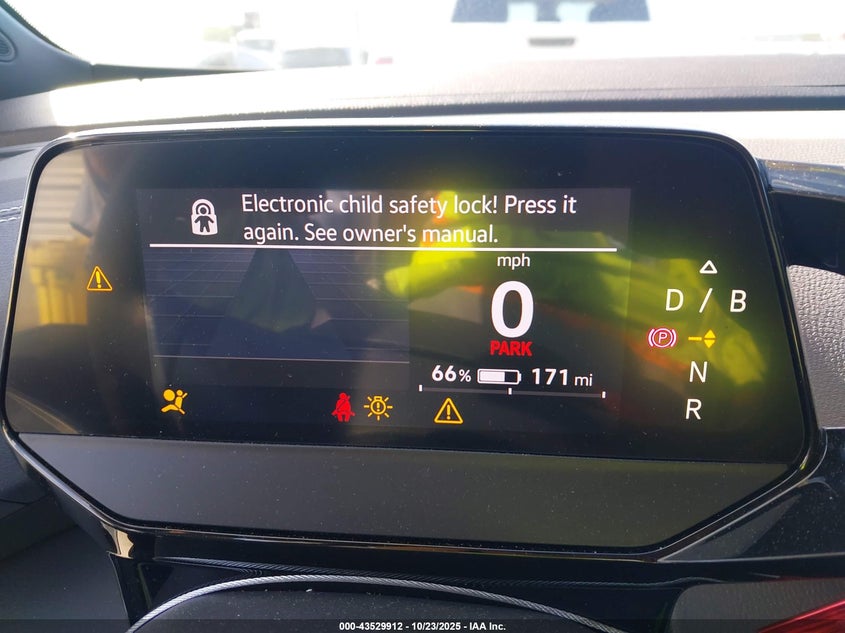 Electronic child safety lock! Press it
again. See owner's manual.
mph
0
PARK
66% 171 mi
D / B
P
N
R
000-43529912 - 10/23/2025 - IAA Inc.